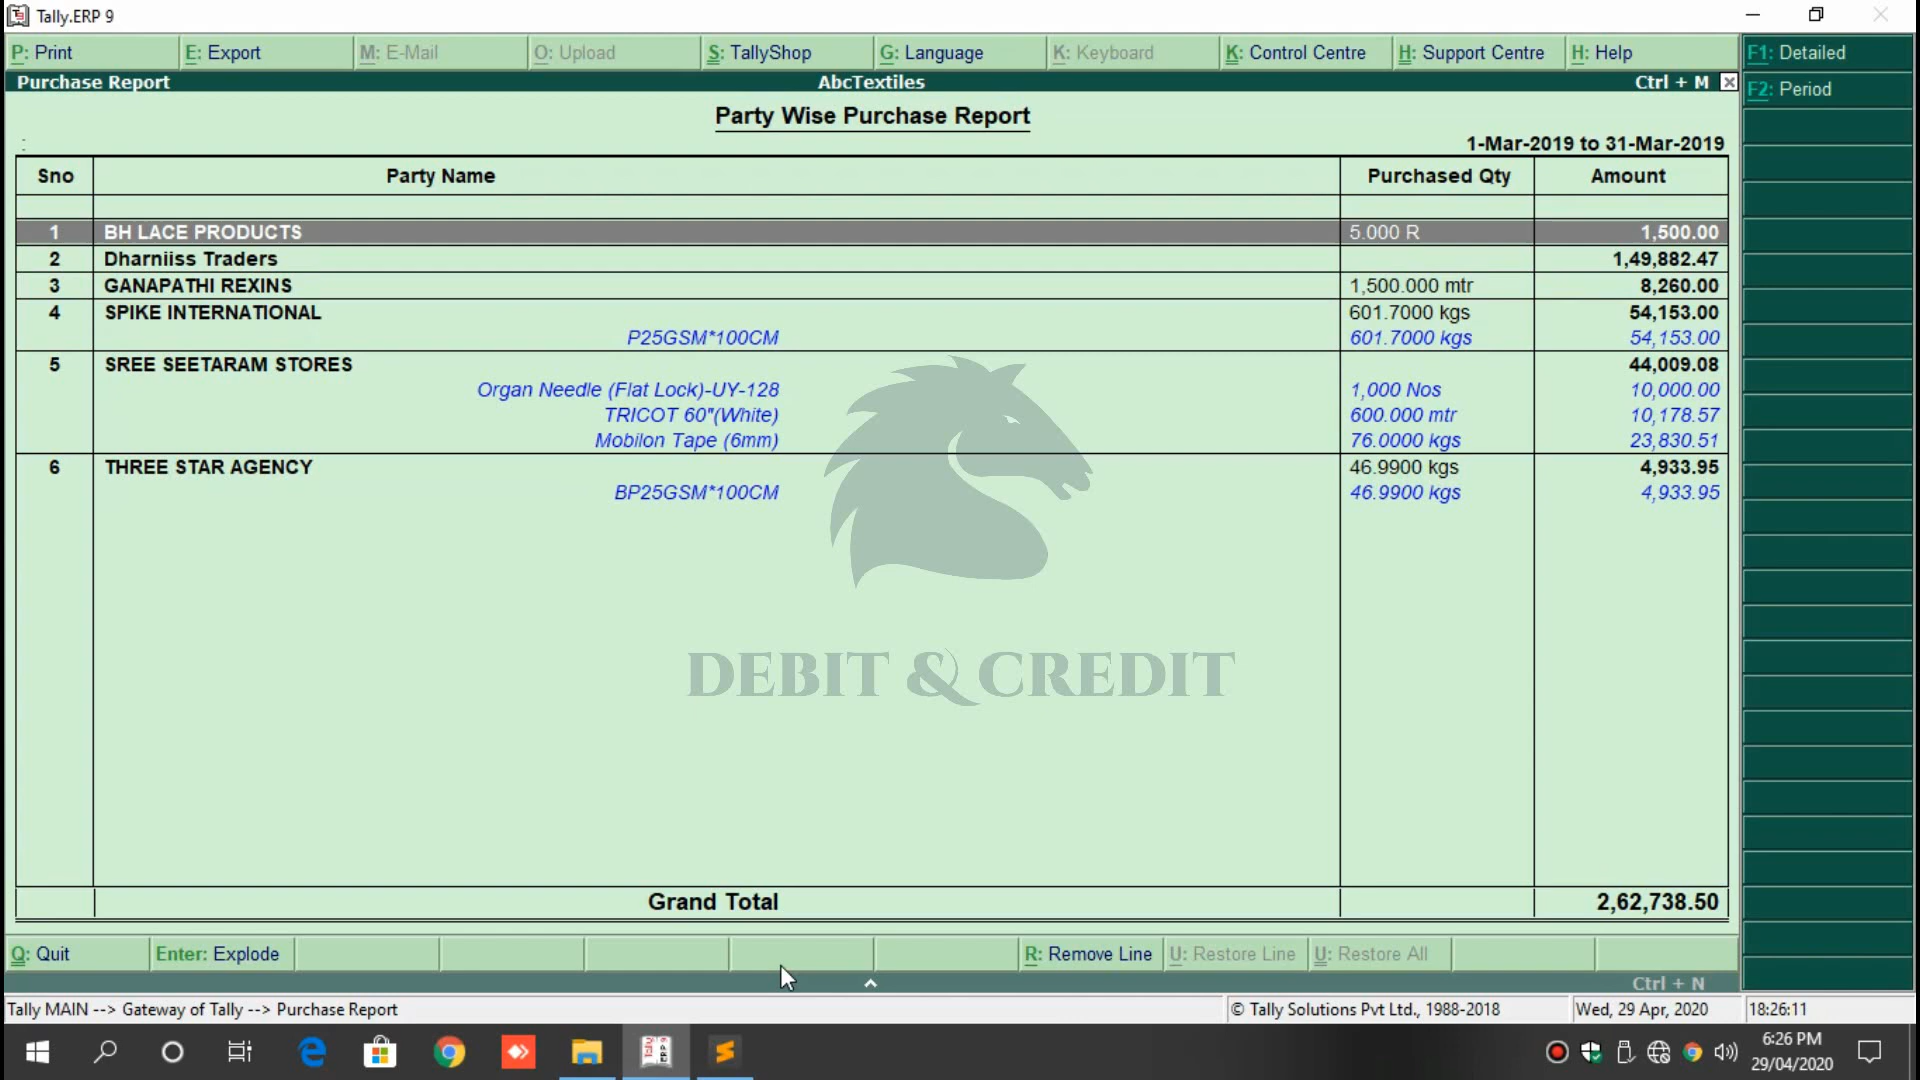 Tally.ERP 9
P: Print E: Export M: E-Mail O: Upload S: TallyShop G: Language K: Keyboard K: Control Centre H: Support Centre H: Help F1: Detailed
Purchase Report AbcTextiles Ctrl + M
F2: Period
Party Wise Purchase Report
:
1-Mar-2019 to 31-Mar-2019
Sno Party Name Purchased Qty Amount
1 BH LACE PRODUCTS 5.000 R 1,500.00
2 Dharniiss Traders 1,49,882.47
3 GANAPATHI REXINS 1,500.000 mtr 8,260.00
4 SPIKE INTERNATIONAL 601.7000 kgs 54,153.00
P25GSM*100CM 601.7000 kgs 54,153.00
5 SREE SEETARAM STORES 44,009.08
Organ Needle (Flat Lock)-UY-128 1,000 Nos 10,000.00
TRICOT 60"(White) 600.000 mtr 10,178.57
Mobilon Tape (6mm) 76.0000 kgs 23,830.51
6 THREE STAR AGENCY 46.9900 kgs 4,933.95
BP25GSM*100CM 46.9900 kgs 4,933.95
DEBIT & CREDIT
Grand Total 2,62,738.50
Q: Quit Enter: Explode R: Remove Line U: Restore Line U: Restore All
Ctrl + N
Tally MAIN --> Gateway of Tally --> Purchase Report © Tally Solutions Pvt Ltd., 1988-2018 Wed, 29 Apr, 2020 18:26:11
6:26 PM
29/04/2020